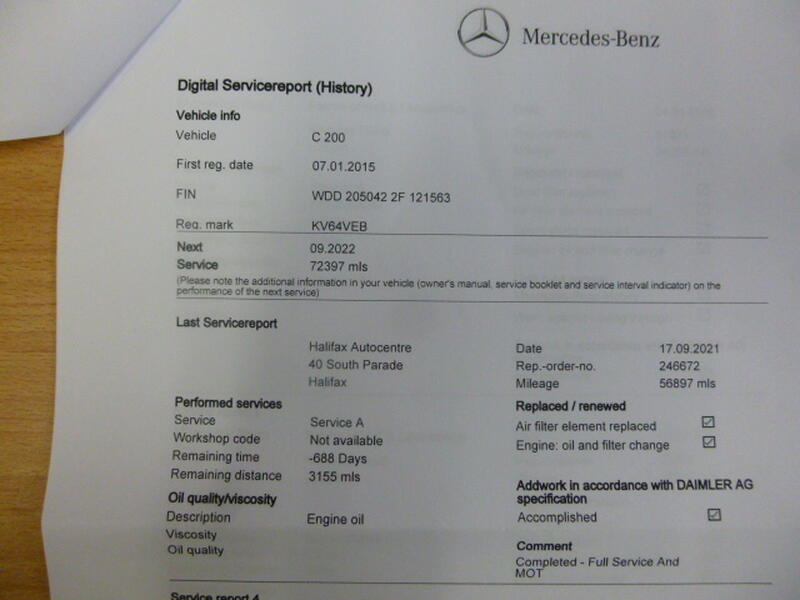 Mercedes-Benz
Digital Servicereport (History)
Vehicle info
Vehicle C 200
First reg. date 07.01.2015
FIN WDD 205042 2F 121563
Reg. mark KV64VEB
Next 09.2022
Service 72397 mls
(Please note the additional information in your vehicle (owner's manual, service booklet and service interval indicator) on the
performance of the next service)
Last Servicereport
Halifax Autocentre Date 17.09.2021
40 South Parade Rep.-order-no. 246672
Halifax Mileage 56897 mls
Performed services Replaced / renewed
Service Service A Air filter element replaced
Workshop code Not available Engine: oil and filter change
Remaining time -688 Days
Remaining distance 3155 mls
Addwork in accordance with DAIMLER AG
specification
Oil quality/viscosity
Description Engine oil Accomplished
Viscosity
Oil quality
Comment
Completed - Full Service And
MOT
Service report 4